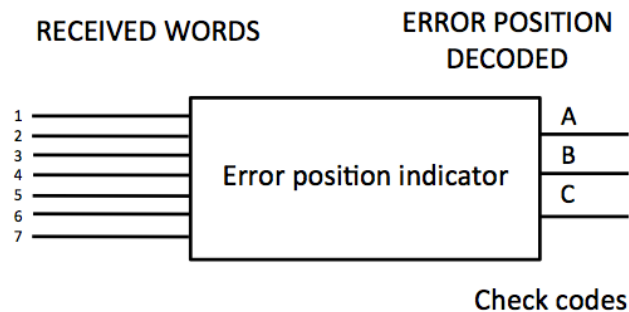 RECEIVED WORDS
ERROR POSITION
DECODED
1
2
3
4
5
6
7
Error position indicator
A
B
C
Check codes